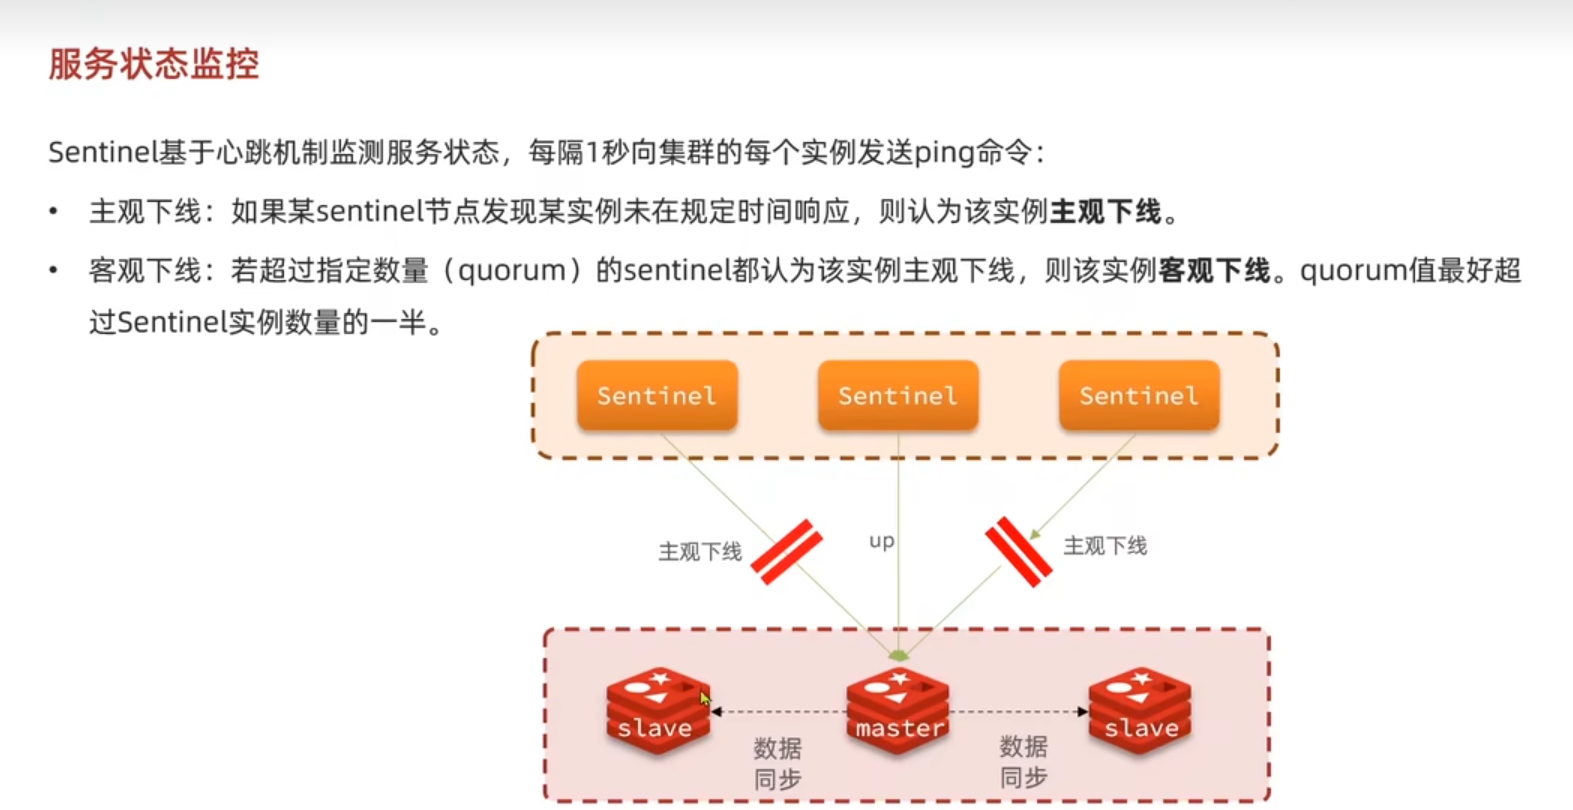 服务状态监控
Sentinel基于心跳机制监测服务状态，每隔1秒向集群的每个实例发送ping命令：
• 主观下线：如果某sentinel节点发现某实例未在规定时间响应，则认为该实例主观下线。
• 客观下线：若超过指定数量（quorum）的sentinel都认为该实例主观下线，则该实例客观下线。quorum值最好超
过Sentinel实例数量的一半。
Sentinel Sentinel Sentinel
主观下线 up 主观下线
slave master slave
数据 数据
同步 同步